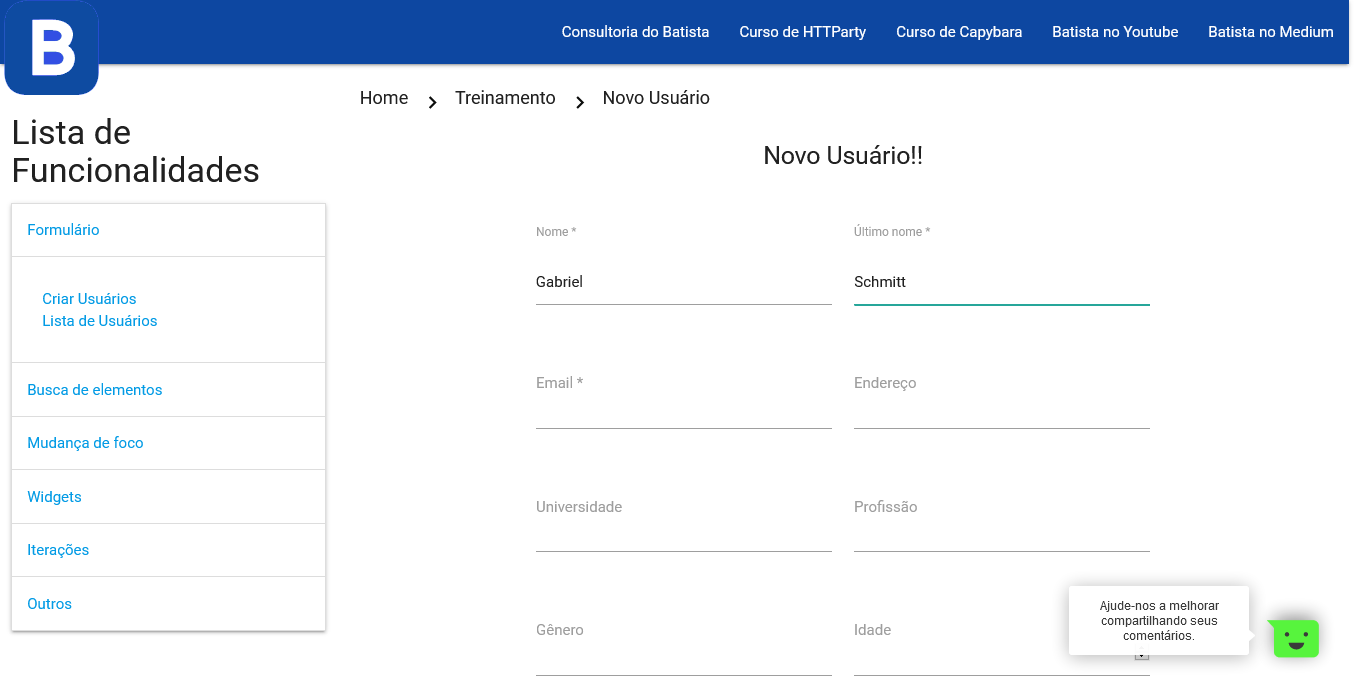 B
Consultoria do Batista
Curso de HTTParty
Curso de Capybara
Batista no Youtube
Batista no Medium
Home
Treinamento
Novo Usuário
Lista de
Funcionalidades
Formulário
Criar Usuários
Lista de Usuários
Busca de elementos
Mudança de foco
Widgets
Iterações
Outros
Novo Usuário!!
Nome *
Último nome *
Gabriel
Schmitt
Email *
Endereço
Universidade
Profissão
Gênero
Idade
Ajude-nos a melhorar
compartilhando seus
comentários.